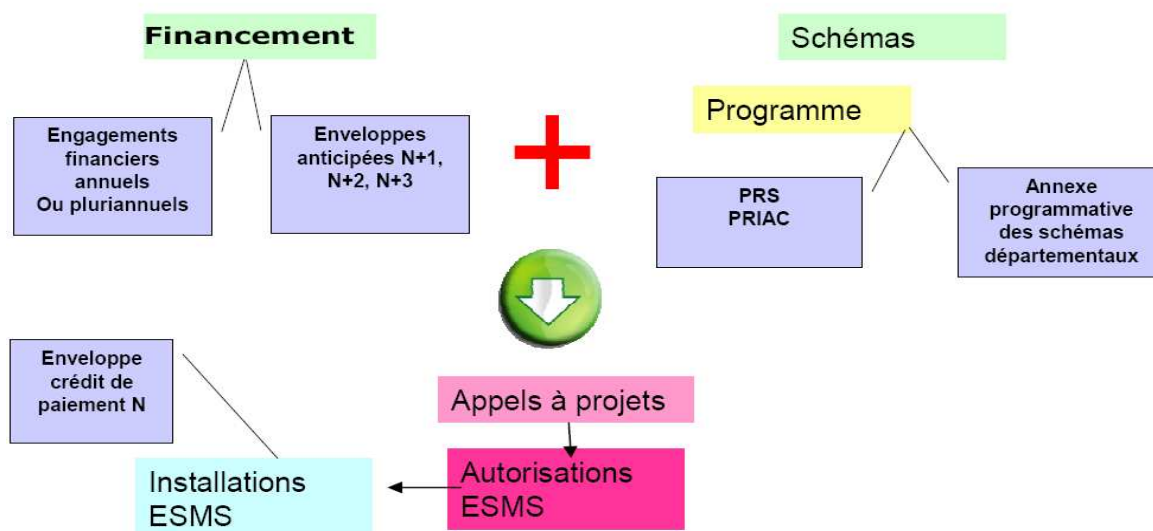 Financement
Schémas
Engagements
financiers
annuels
Ou pluriannuels
Enveloppes
anticipées N+1,
N+2, N+3
Programme
PRS
PRIAC
Annexe
programmative
des schémas
départementaux
Enveloppe
crédit de
paiement N
Appels à projets
Autorisations
ESMS
Installations
ESMS